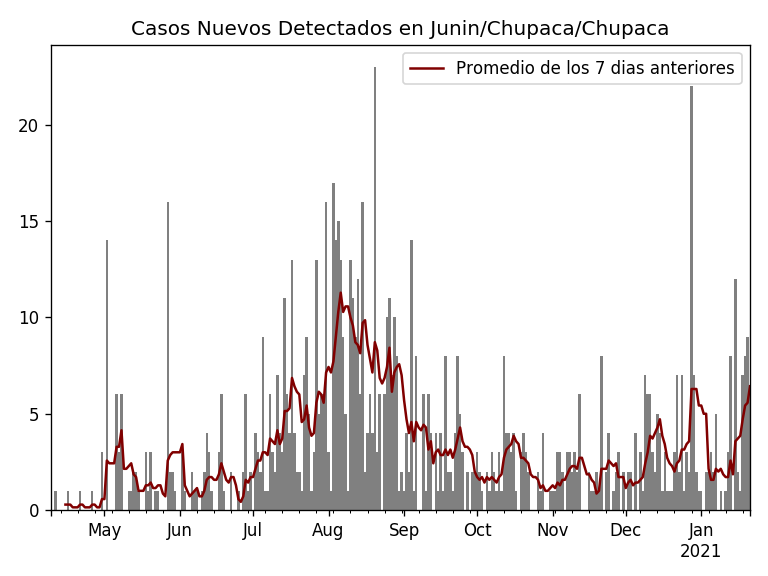 Casos Nuevos Detectados en Junin/Chupaca/Chupaca
Promedio de los 7 dias anteriores
20
15
10
5
0
May Jun Jul Aug Sep Oct Nov Dec Jan
2021